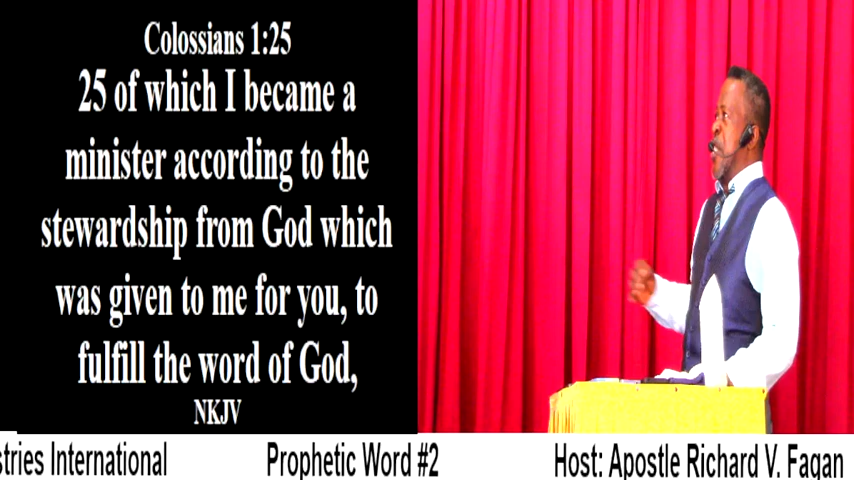 Colossians 1:25
25 of which I became a
minister according to the
stewardship from God which
was given to me for you, to
fulfill the word of God,
NKJV
stries International Prophetic Word #2 Host: Apostle Richard V. Fagan